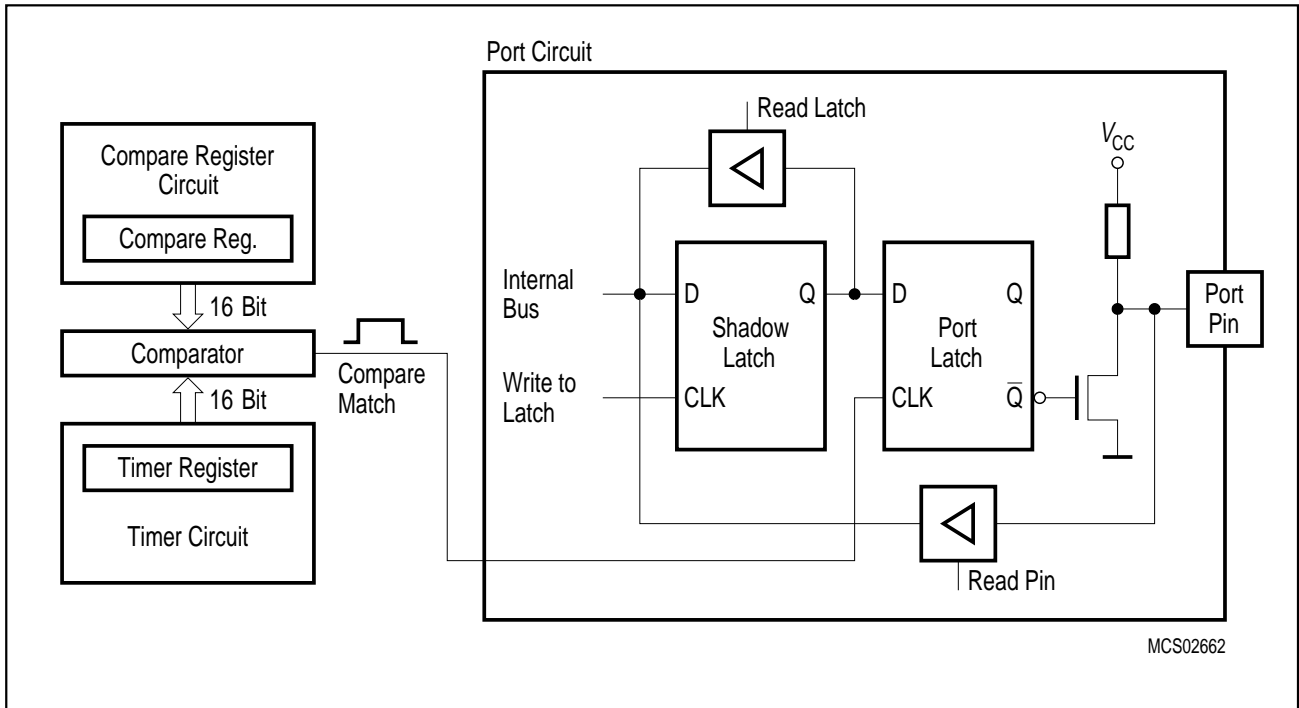 Port Circuit
Compare Register
Circuit
Compare Reg.
16 Bit
Comparator
16 Bit
Timer Register
Timer Circuit
Compare
Match
Read Latch
Internal
Bus
Write to
Latch
D
Q
Shadow
Latch
CLK
D
Q
Port
Latch
CLK
Q̅
VCC
Port
Pin
Read Pin
MCS02662